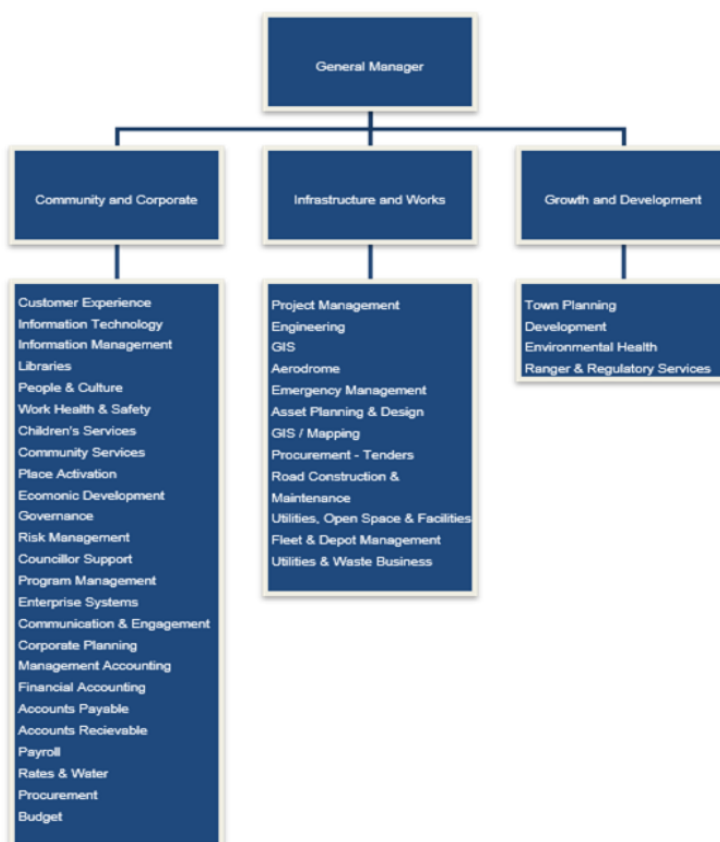 General Manager
Community and Corporate
Infrastructure and Works
Growth and Development
Customer Experience
Information Technology
Information Management
Libraries
People & Culture
Work Health & Safety
Children's Services
Community Services
Place Activation
Ecomonic Development
Governance
Risk Management
Councillor Support
Program Management
Enterprise Systems
Communication & Engagement
Corporate Planning
Management Accounting
Financial Accounting
Accounts Payable
Accounts Recievable
Payroll
Rates & Water
Procurement
Budget
Project Management
Engineering
GIS
Aerodrome
Emergency Management
Asset Planning & Design
GIS / Mapping
Procurement - Tenders
Road Construction &
Maintenance
Utilities, Open Space & Facilities
Fleet & Depot Management
Utilities & Waste Business
Town Planning
Development
Environmental Health
Ranger & Regulatory Services